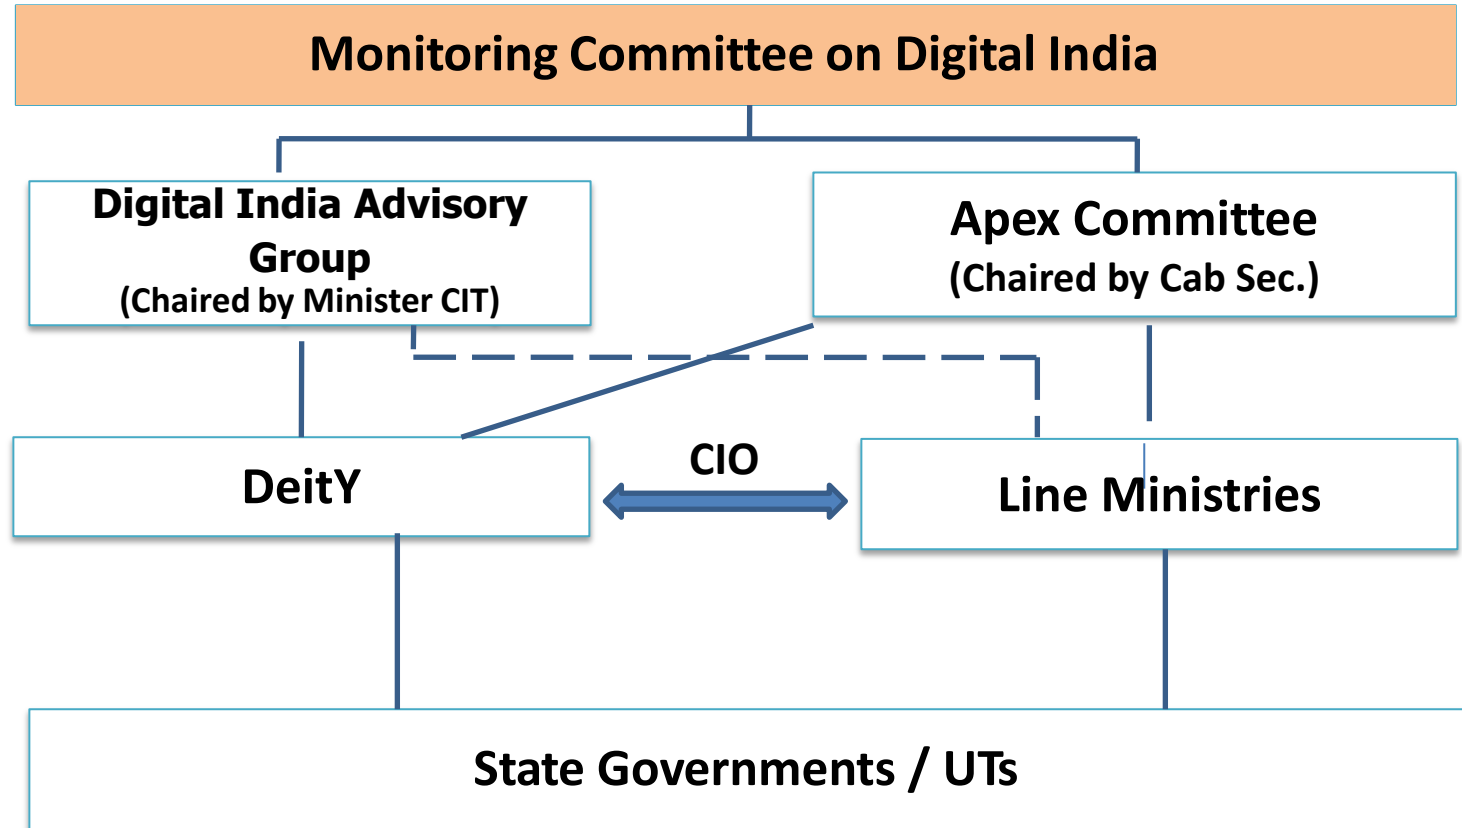 Monitoring Committee on Digital India
Digital India Advisory
Group
(Chaired by Minister CIT)
Apex Committee
(Chaired by Cab Sec.)
DeitY
CIO
Line Ministries
State Governments / UTs